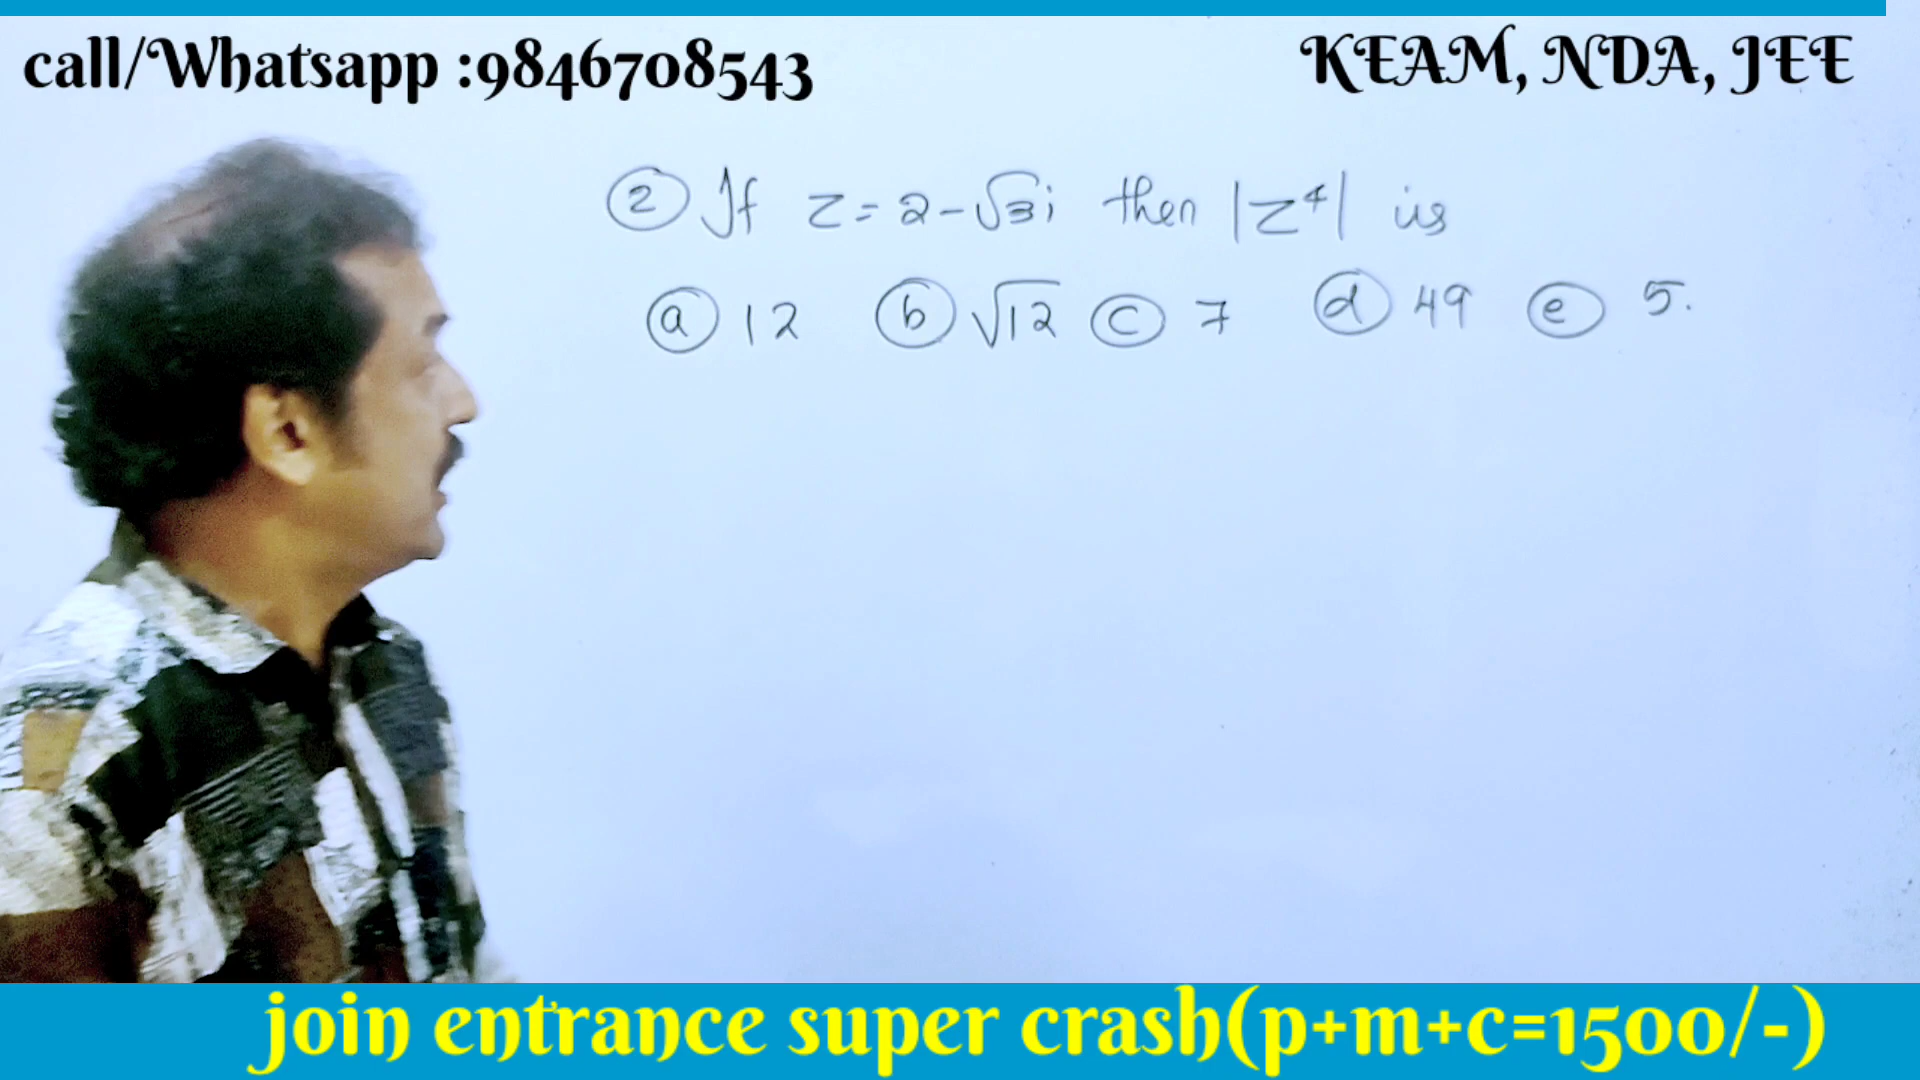 call/Whatsapp :9846708543
KEAM, NDA, JEE
② If z = 2 - √3i then |z⁴| is
ⓐ 12 ⓑ √12 ⓒ 7 ⓓ 49 ⓔ 5.
join entrance super crash(p+m+c=1500/-)